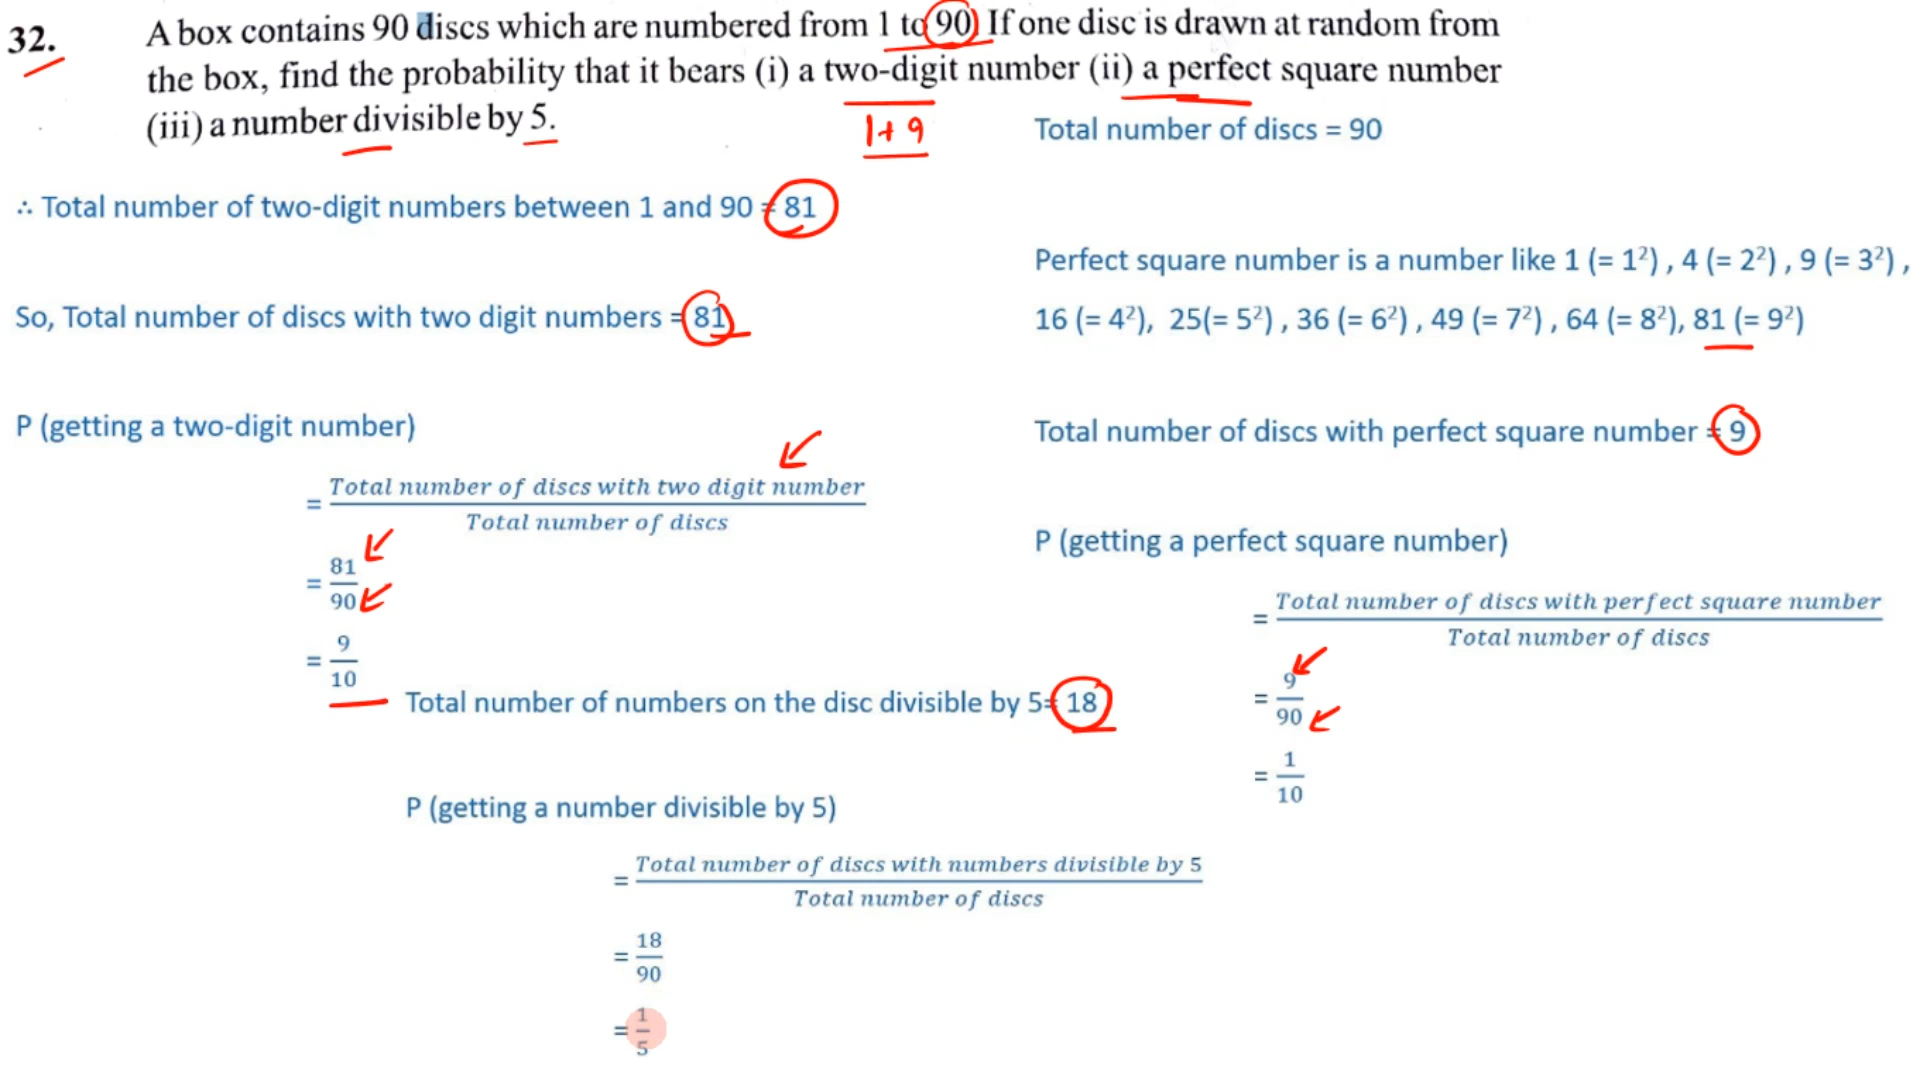 32. A box contains 90 discs which are numbered from 1 to 90. If one disc is drawn at random from
the box, find the probability that it bears (i) a two-digit number (ii) a perfect square number
(iii) a number divisible by 5.
1+9
Total number of discs = 90
∴ Total number of two-digit numbers between 1 and 90 = 81
So, Total number of discs with two digit numbers = 81
P (getting a two-digit number)
= Total number of discs with two digit number / Total number of discs
= 81/90
= 9/10
Perfect square number is a number like 1 (= 1²) , 4 (= 2²) , 9 (= 3²) ,
16 (= 4²), 25(= 5²) , 36 (= 6²) , 49 (= 7²) , 64 (= 8²), 81 (= 9²)
Total number of discs with perfect square number = 9
P (getting a perfect square number)
= Total number of discs with perfect square number / Total number of discs
= 9/90
= 1/10
Total number of numbers on the disc divisible by 5= 18
P (getting a number divisible by 5)
= Total number of discs with numbers divisible by 5 / Total number of discs
= 18/90
= 1/5